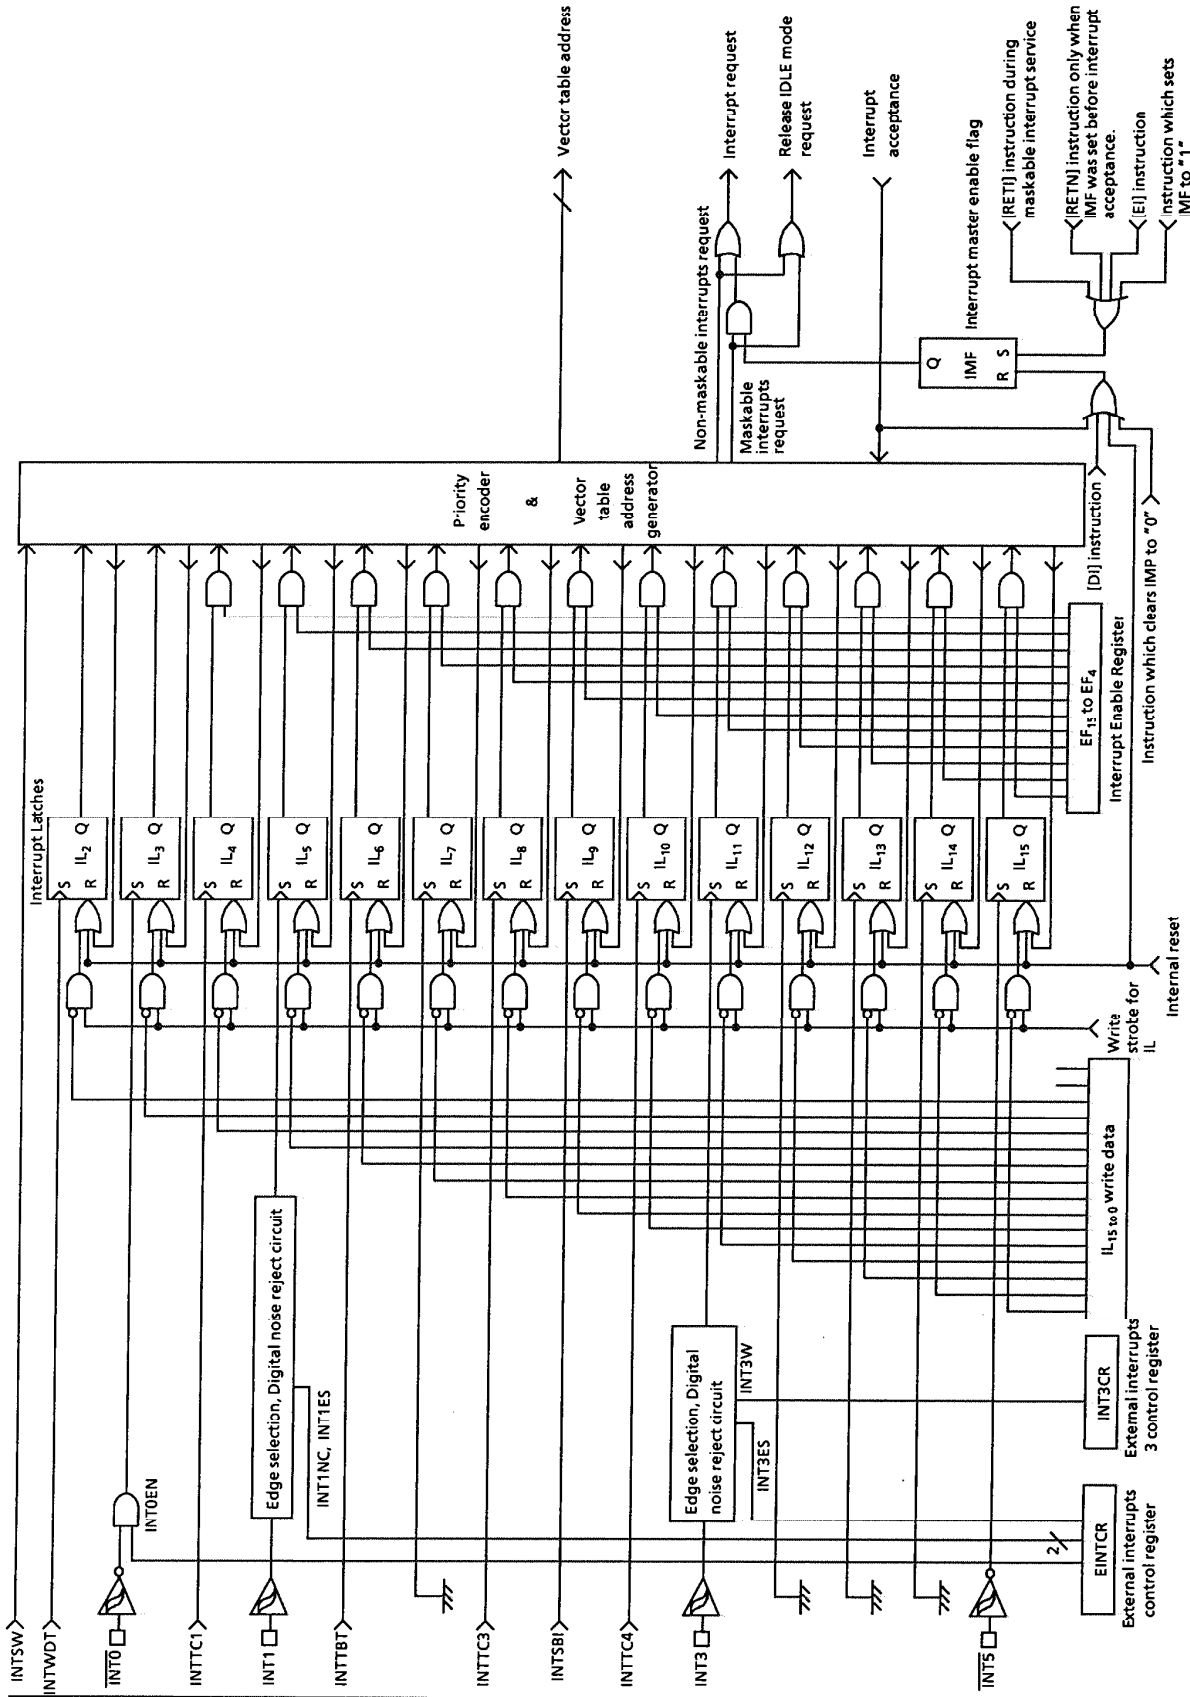 INTSW
INTWDT
INT0
INTTC1
INT1
INTTBT
INTTC3
INTSBI
INTTC4
INT3
INT5
INT0EN
Edge selection, Digital noise reject circuit
INT1NC, INT1ES
Edge selection, Digital
noise reject circuit
INT3W
INT3ES
2
EINTCR
External interrupts
control register
INT3CR
External interrupts
3 control register
IL15 to 0 write data
Write
strobe for
IL
Internal reset
Interrupt Latches
S
R
IL2
Q
S
R
IL3
Q
S
R
IL4
Q
S
R
IL5
Q
S
R
IL6
Q
S
R
IL7
Q
S
R
IL8
Q
S
R
IL9
Q
S
R
IL10
Q
S
R
IL11
Q
S
R
IL12
Q
S
R
IL13
Q
S
R
IL14
Q
S
R
IL15
Q
EF15 to EF4
Interrupt Enable Register
Instruction which clears IMP to "0"
[DI] instruction
Priority
encoder
&
Vector
table
address
generator
Vector table address
Non-maskable interrupts request
Maskable
interrupts
request
Interrupt request
Release IDLE mode
request
Interrupt
acceptance
Interrupt master enable flag
Q
IMF
R S
[RETI] instruction during
maskable interrupt service
[RETN] instruction only when
IMF was set before interrupt
acceptance.
[EI] instruction
Instruction which sets
IMF to "1"